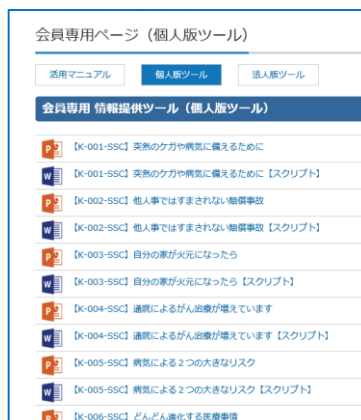 会員専用ページ（個人版ツール）
活用マニュアル
個人版ツール
法人版ツール
会員専用 情報提供ツール（個人版ツール）
【K-001-SSC】突然のケガや病気に備えるために
【K-001-SSC】突然のケガや病気に備えるために【スクリプト】
【K-002-SSC】他人事ではすまされない賠償事故
【K-002-SSC】他人事ではすまされない賠償事故【スクリプト】
【K-003-SSC】自分の家が火元になったら
【K-003-SSC】自分の家が火元になったら【スクリプト】
【K-004-SSC】通院によるがん治療が増えています
【K-004-SSC】通院によるがん治療が増えています【スクリプト】
【K-005-SSC】病気による２つの大きなリスク
【K-005-SSC】病気による２つの大きなリスク【スクリプト】
【K-006-SSC】どんどん進化する医療事情